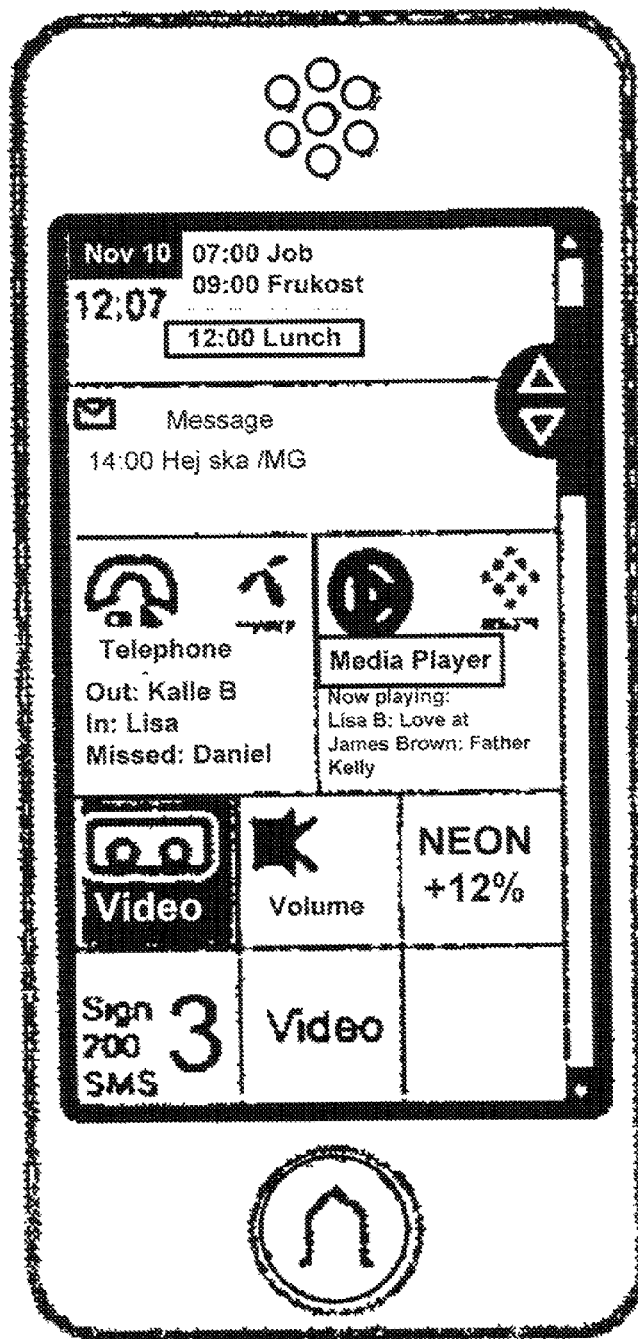 Nov 10
12:07
07:00 Job
09:00 Frukost
12:00 Lunch
Message
14:00 Hej ska /MG
Telephone
Out: Kalle B
In: Lisa
Missed: Daniel
Media Player
Now playing:
Lisa B: Love at
James Brown: Father
Kelly
Video
Volume
NEON
+12%
Sign
200
SMS
3
Video